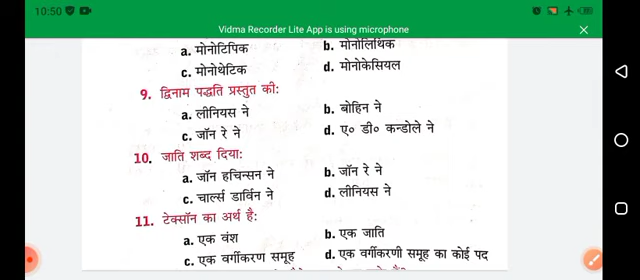 10:50
Vidma Recorder Lite App is using microphone
a. मोनोटिपिक b. मोनोलिथिक
c. मोनोथेटिक d. मोनोकेसियल
9. द्विनाम पद्धति प्रस्तुत की:
a. लीनियस ने b. बोहिन ने
c. जॉन रे ने d. ए० डी० कन्डोले ने
10. जाति शब्द दिया:
a. जॉन हचिन्सन ने b. जॉन रे ने
c. चार्ल्स डार्विन ने d. लीनियस ने
11. टेक्सॉन का अर्थ है:
a. एक वंश b. एक जाति
c. एक वर्गीकरण समूह d. एक वर्गीकरणी समूह का कोई पद